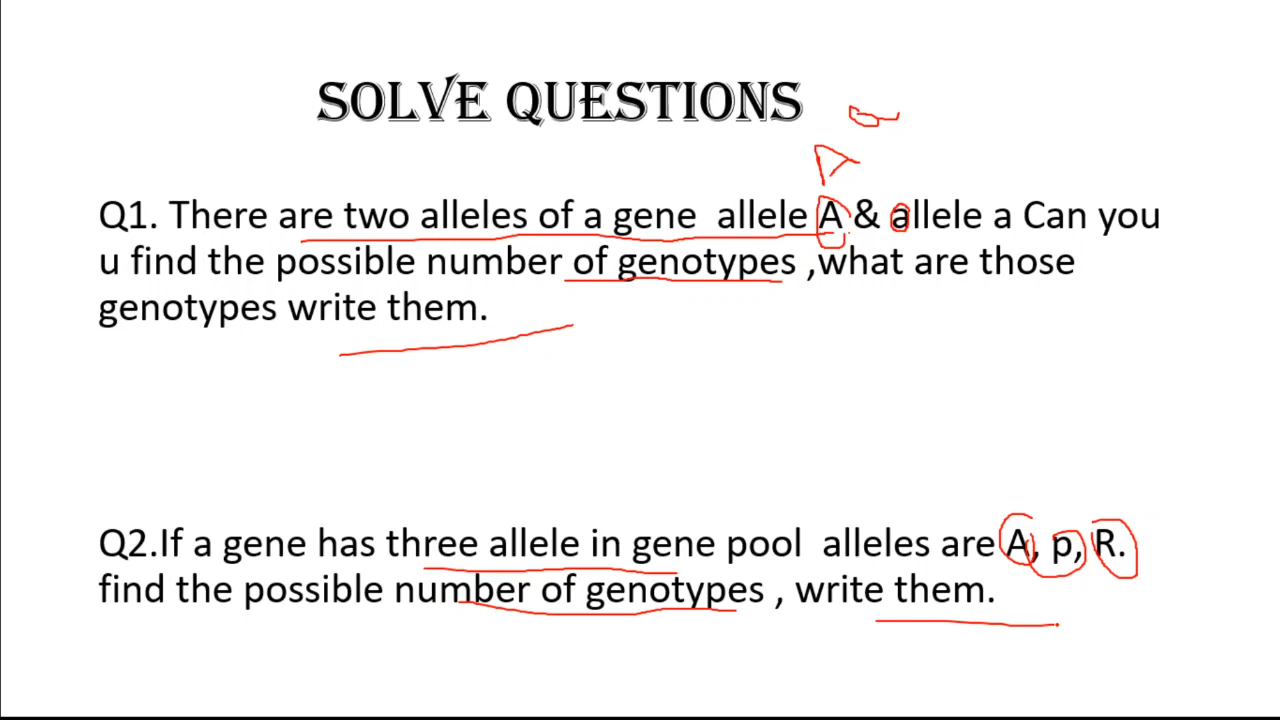 SOLVE QUESTIONS
a
A
Q1. There are two alleles of a gene allele A & allele a Can you
u find the possible number of genotypes ,what are those
genotypes write them.
Q2.If a gene has three allele in gene pool alleles are A, p, R.
find the possible number of genotypes , write them.